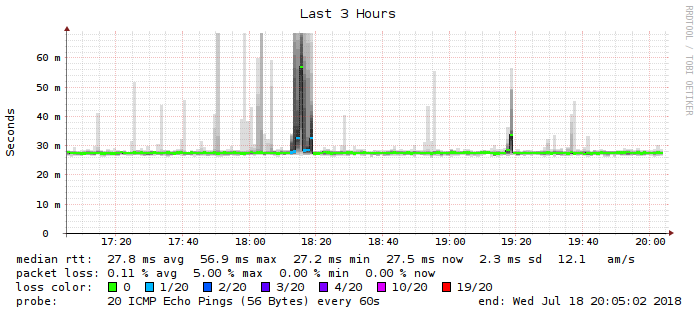 Last 3 Hours
RRDTOOL / TOBI OETIKER
Seconds
60 m
50 m
40 m
30 m
20 m
10 m
0
17:20 17:40 18:00 18:20 18:40 19:00 19:20 19:40 20:00
median rtt: 27.8 ms avg 56.9 ms max 27.2 ms min 27.5 ms now 2.3 ms sd 12.1 am/s
packet loss: 0.11 % avg 5.00 % max 0.00 % min 0.00 % now
loss color: 0 1/20 2/20 3/20 4/20 10/20 19/20
probe: 20 ICMP Echo Pings (56 Bytes) every 60s end: Wed Jul 18 20:05:02 2018